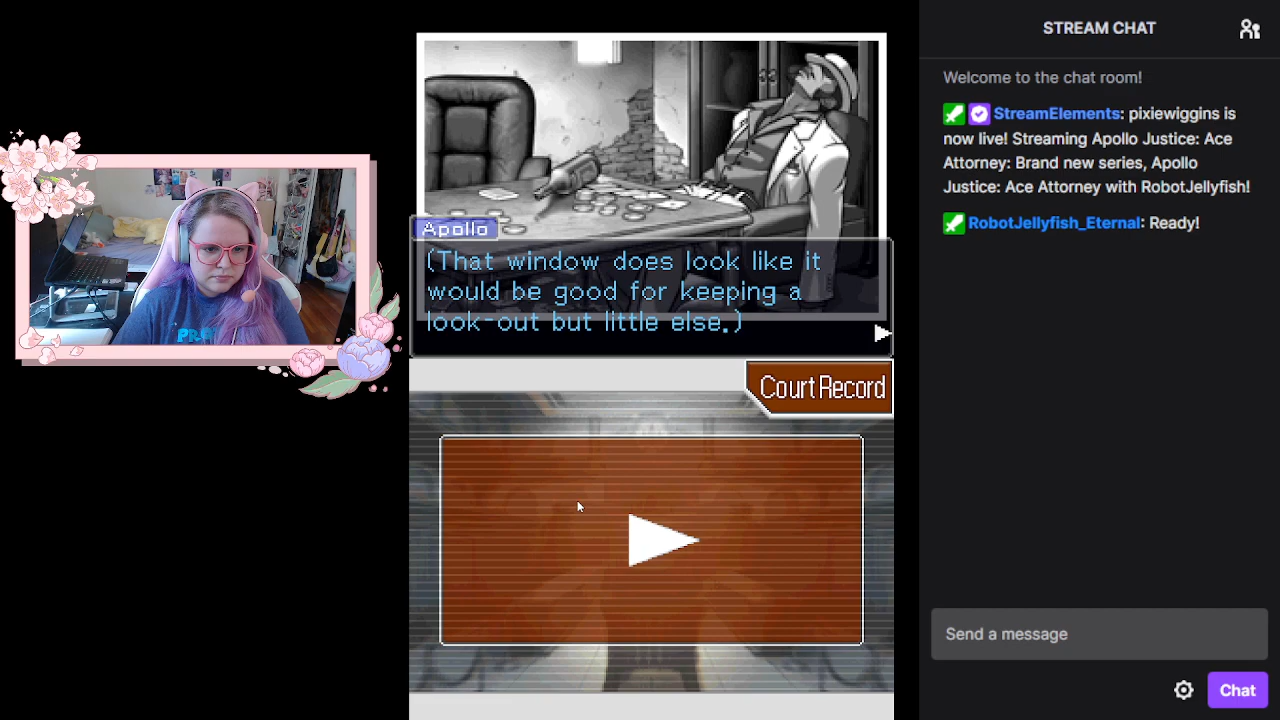 STREAM CHAT
Welcome to the chat room!
StreamElements: pixiewiggins is
now live! Streaming Apollo Justice: Ace
Attorney: Brand new series, Apollo
Justice: Ace Attorney with RobotJellyfish!
RobotJellyfish_Eternal: Ready!
Apollo
(That window does look like it
would be good for keeping a
look-out but little else.)
Court Record
Send a message
Chat